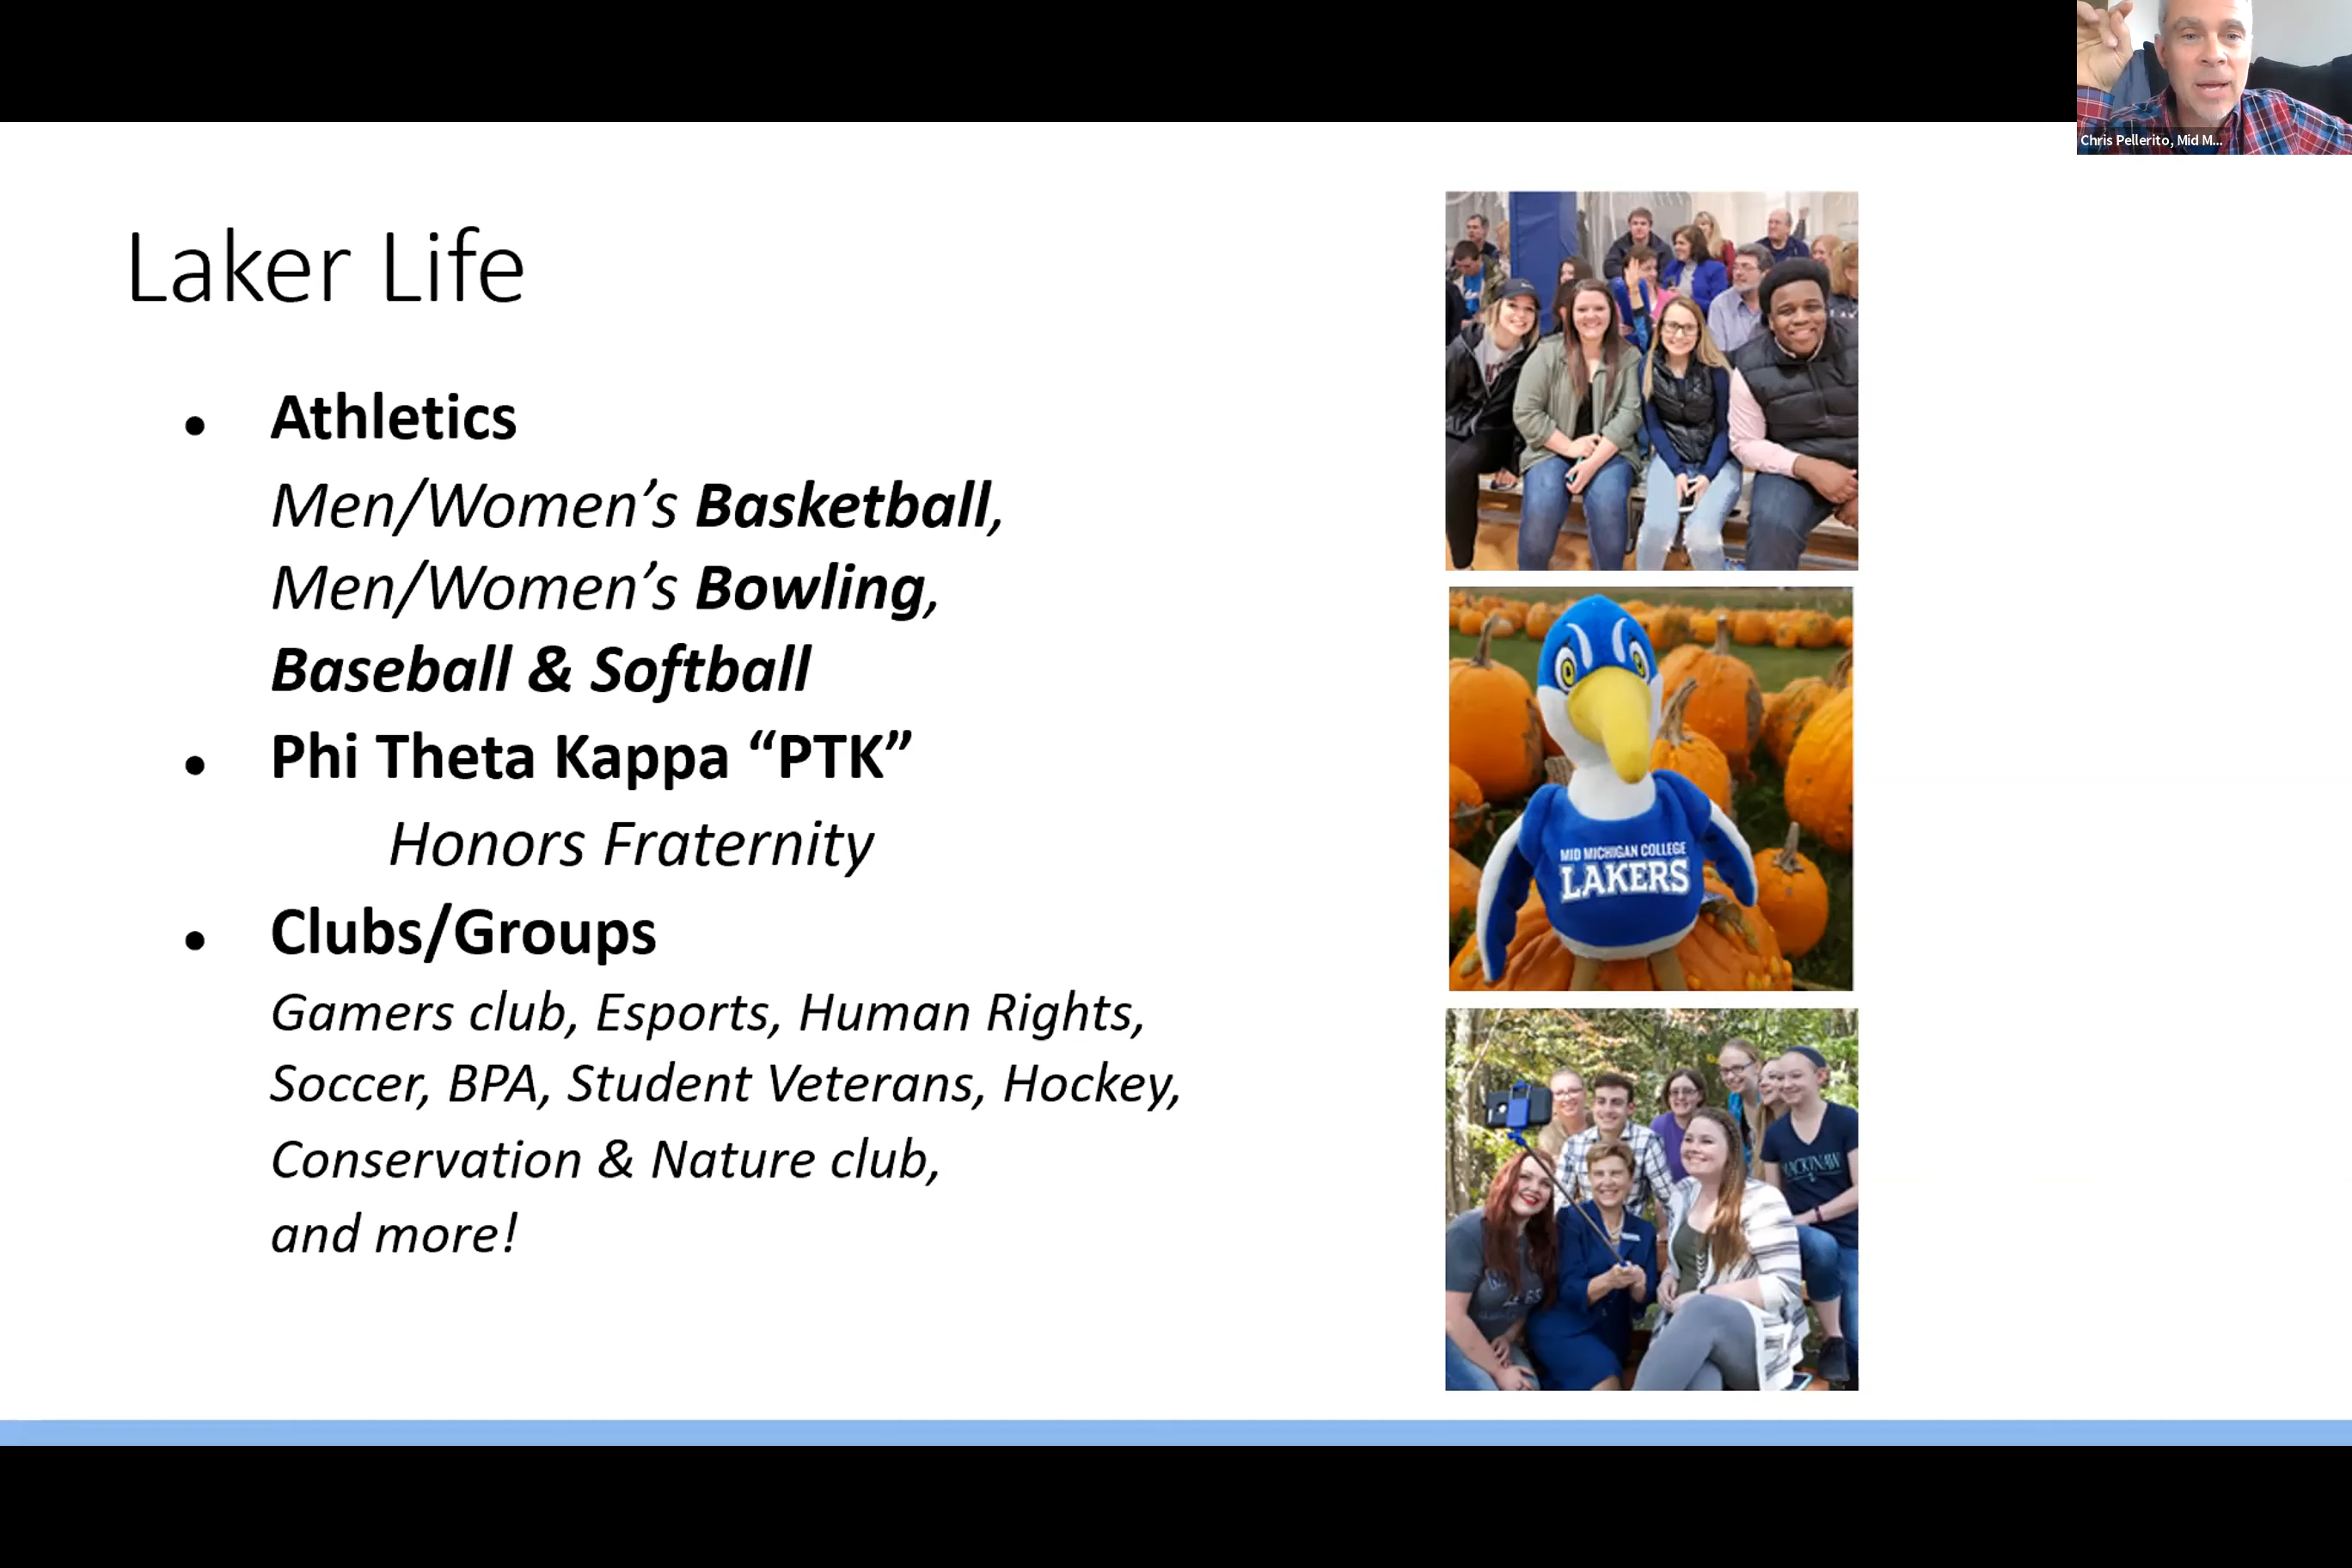 Chris Pellerito, Mid M...
Laker Life
• Athletics
Men/Women’s Basketball,
Men/Women’s Bowling,
Baseball & Softball
• Phi Theta Kappa “PTK”
Honors Fraternity
• Clubs/Groups
Gamers club, Esports, Human Rights,
Soccer, BPA, Student Veterans, Hockey,
Conservation & Nature club,
and more!
MID MICHIGAN COLLEGE
LAKERS
MACKINAW